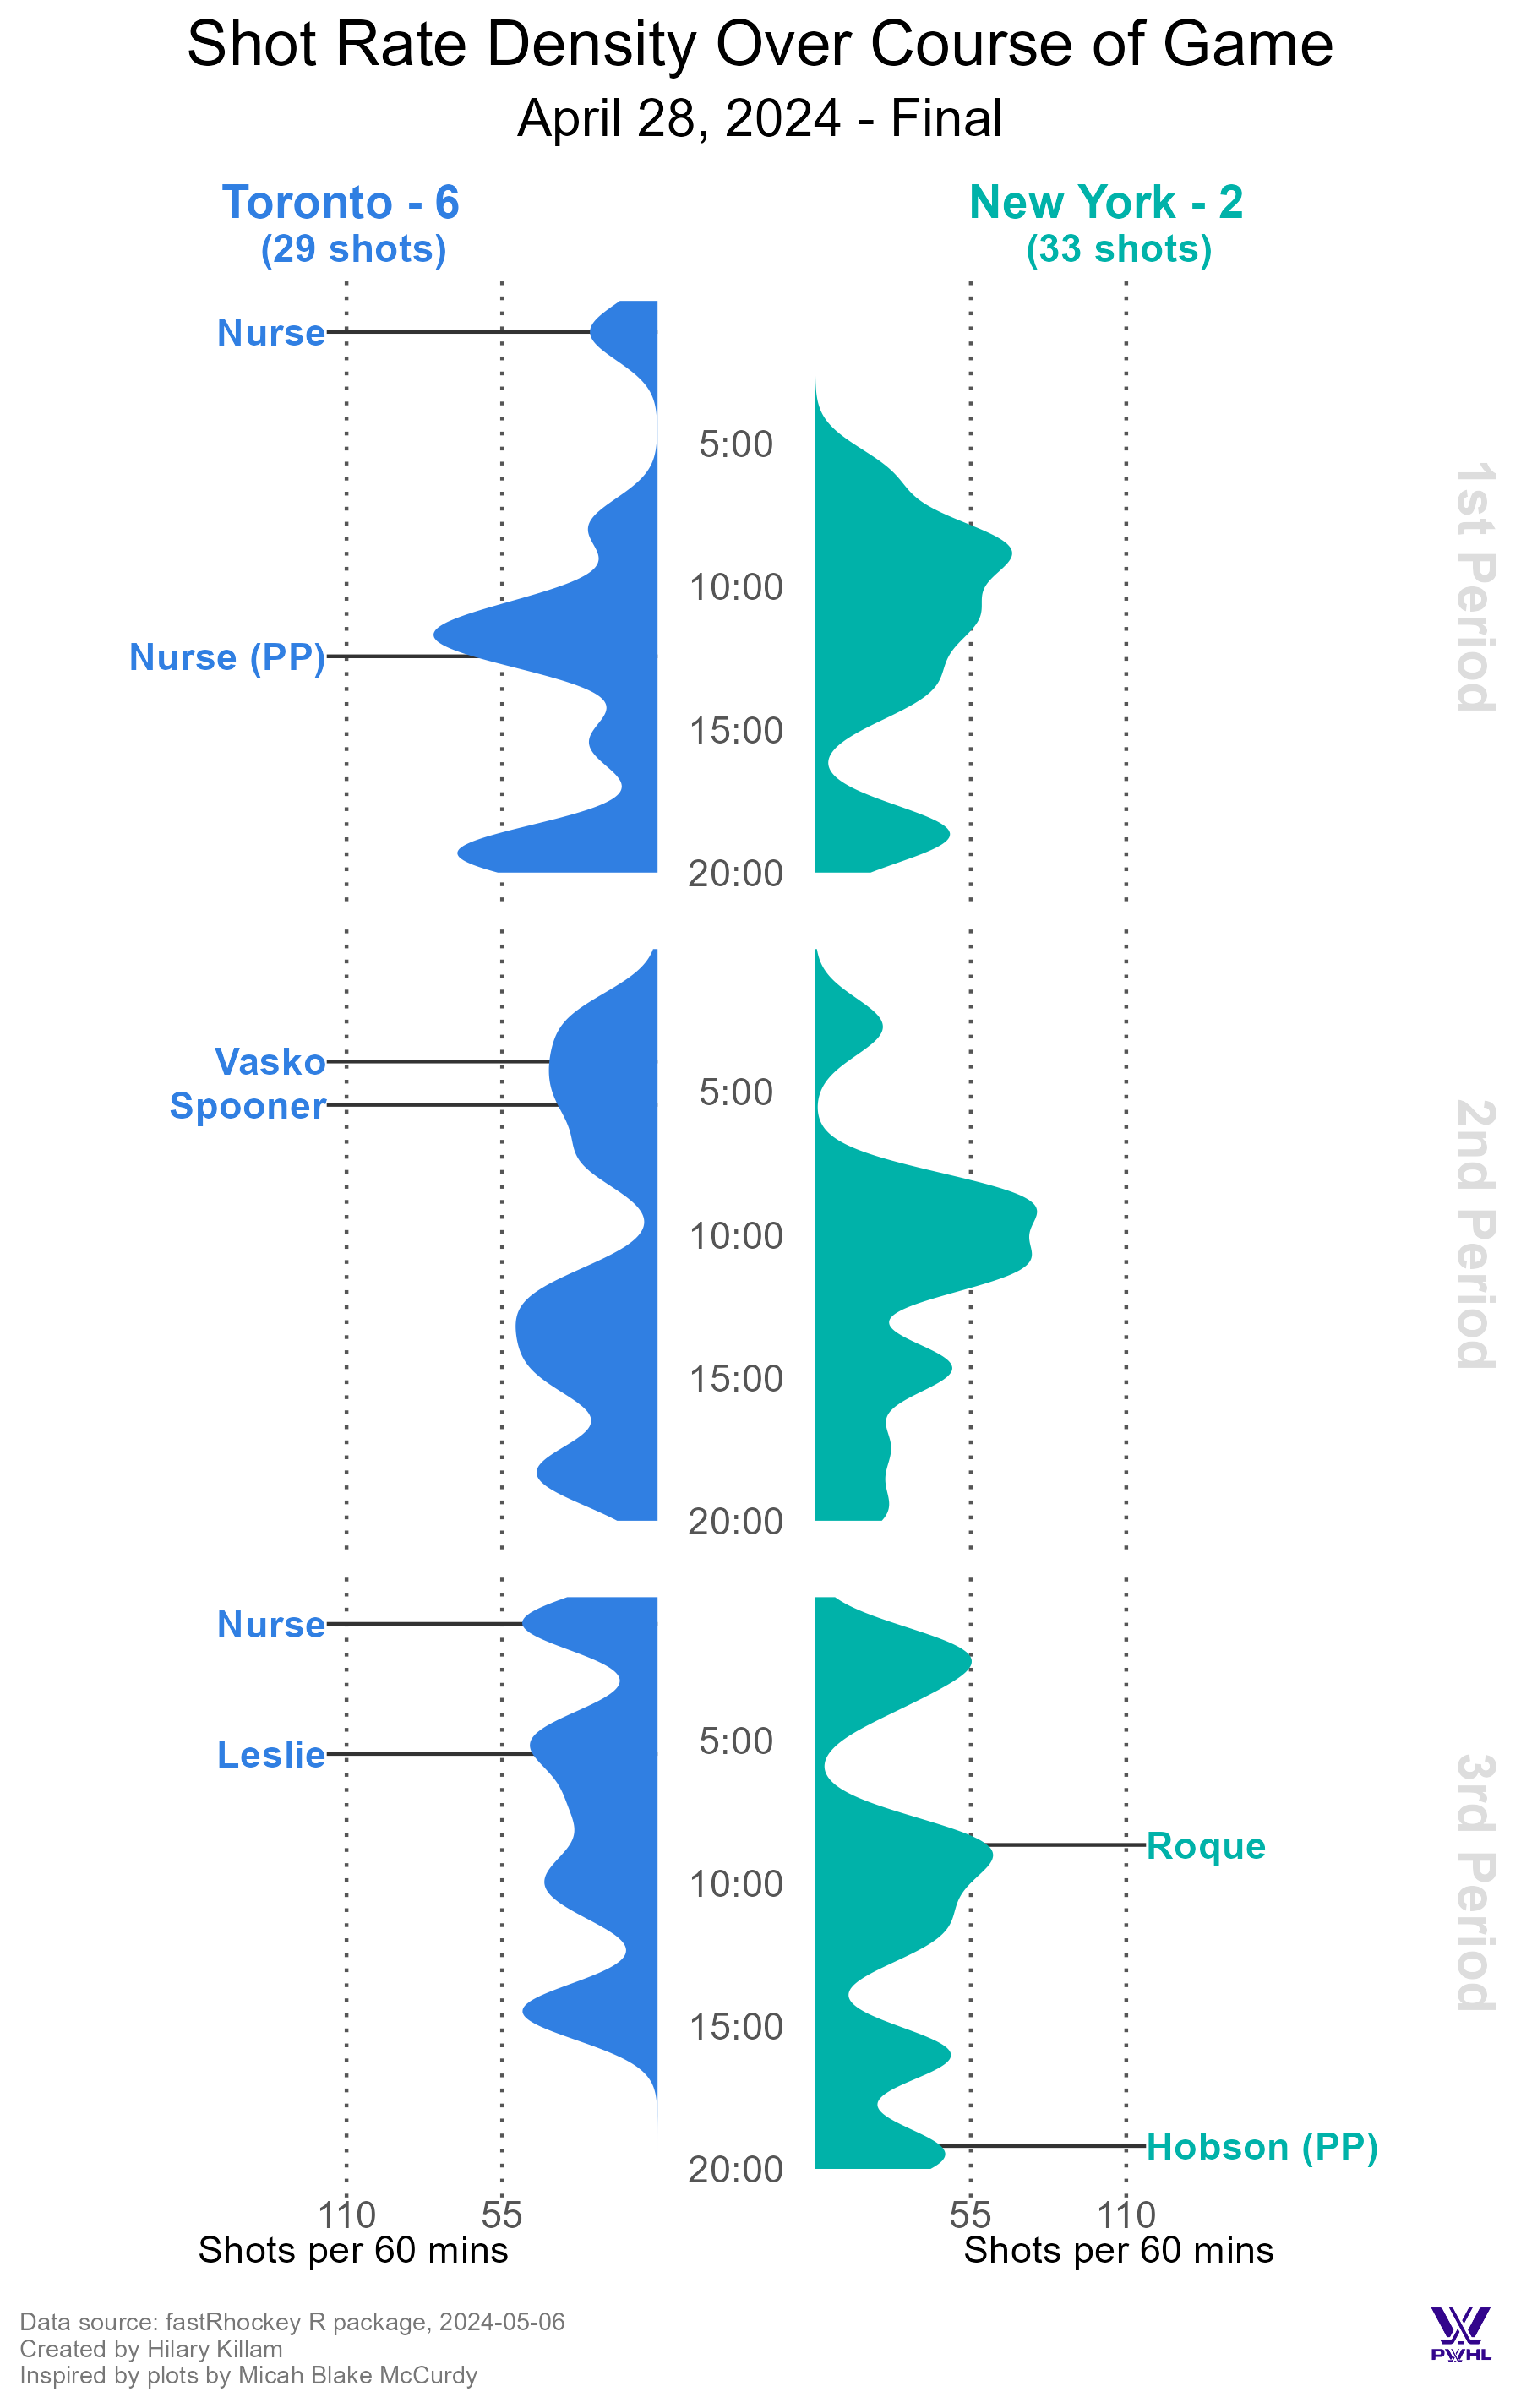 Shot Rate Density Over Course of Game
April 28, 2024 - Final
Toronto - 6
(29 shots)
New York - 2
(33 shots)
Nurse
5:00
10:00
Nurse (PP)
15:00
20:00
1st Period
Vasko
Spooner
5:00
10:00
15:00
20:00
2nd Period
Nurse
5:00
Leslie
Roque
10:00
15:00
Hobson (PP)
20:00
3rd Period
110 55 55 110
Shots per 60 mins
Shots per 60 mins
Data source: fastRhockey R package, 2024-05-06
Created by Hilary Killam
Inspired by plots by Micah Blake McCurdy
PWHL